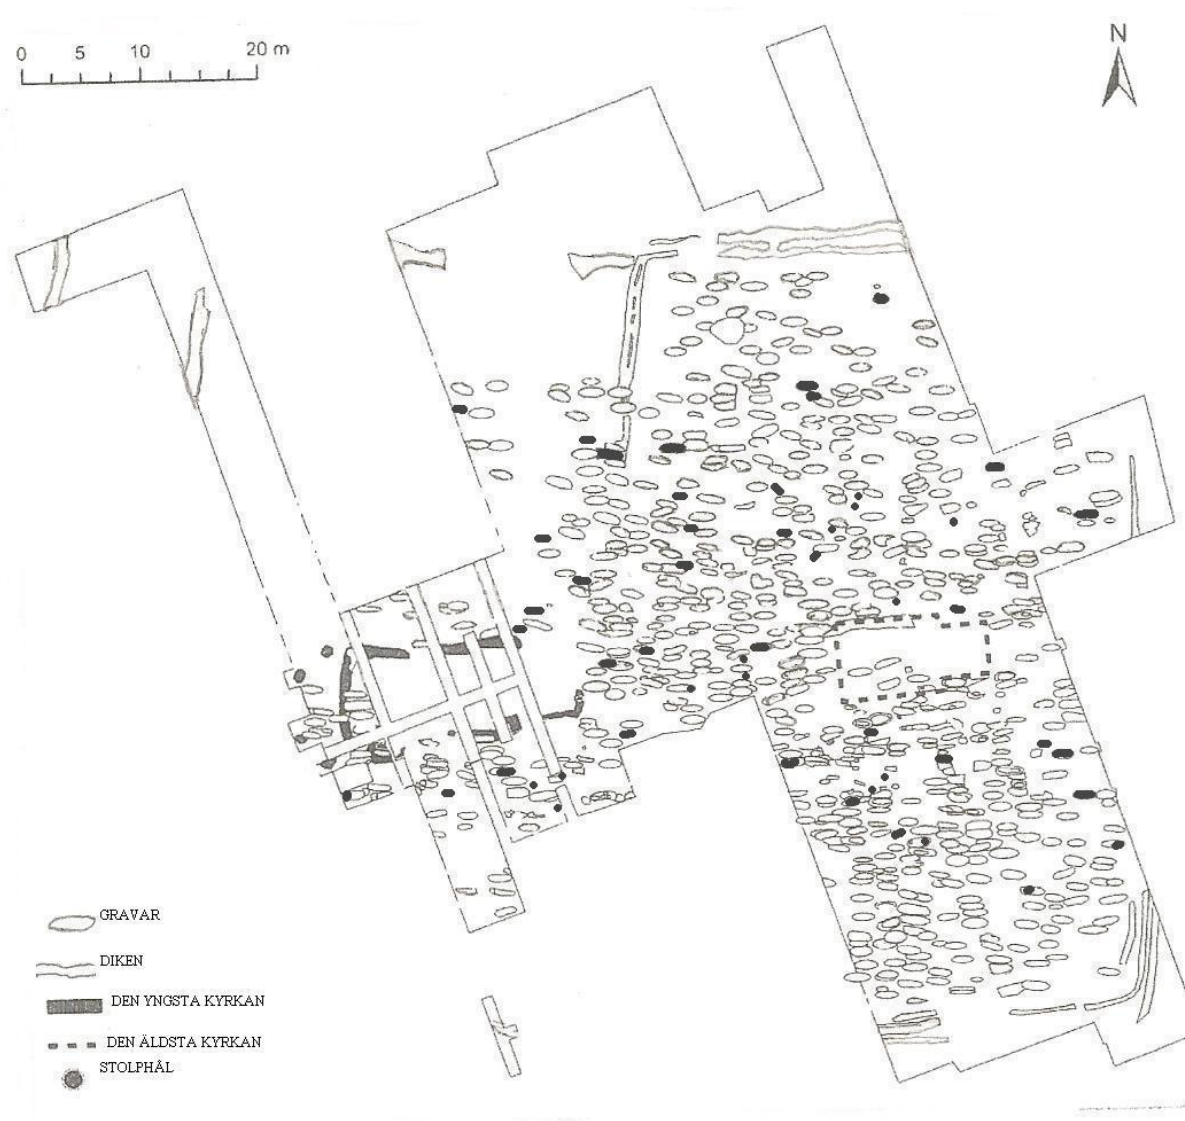 0 5 10 20 m
N
GRAVAR
DIKEN
DEN YNGSTA KYRKAN
DEN ÄLDSTA KYRKAN
STOLPHÅL